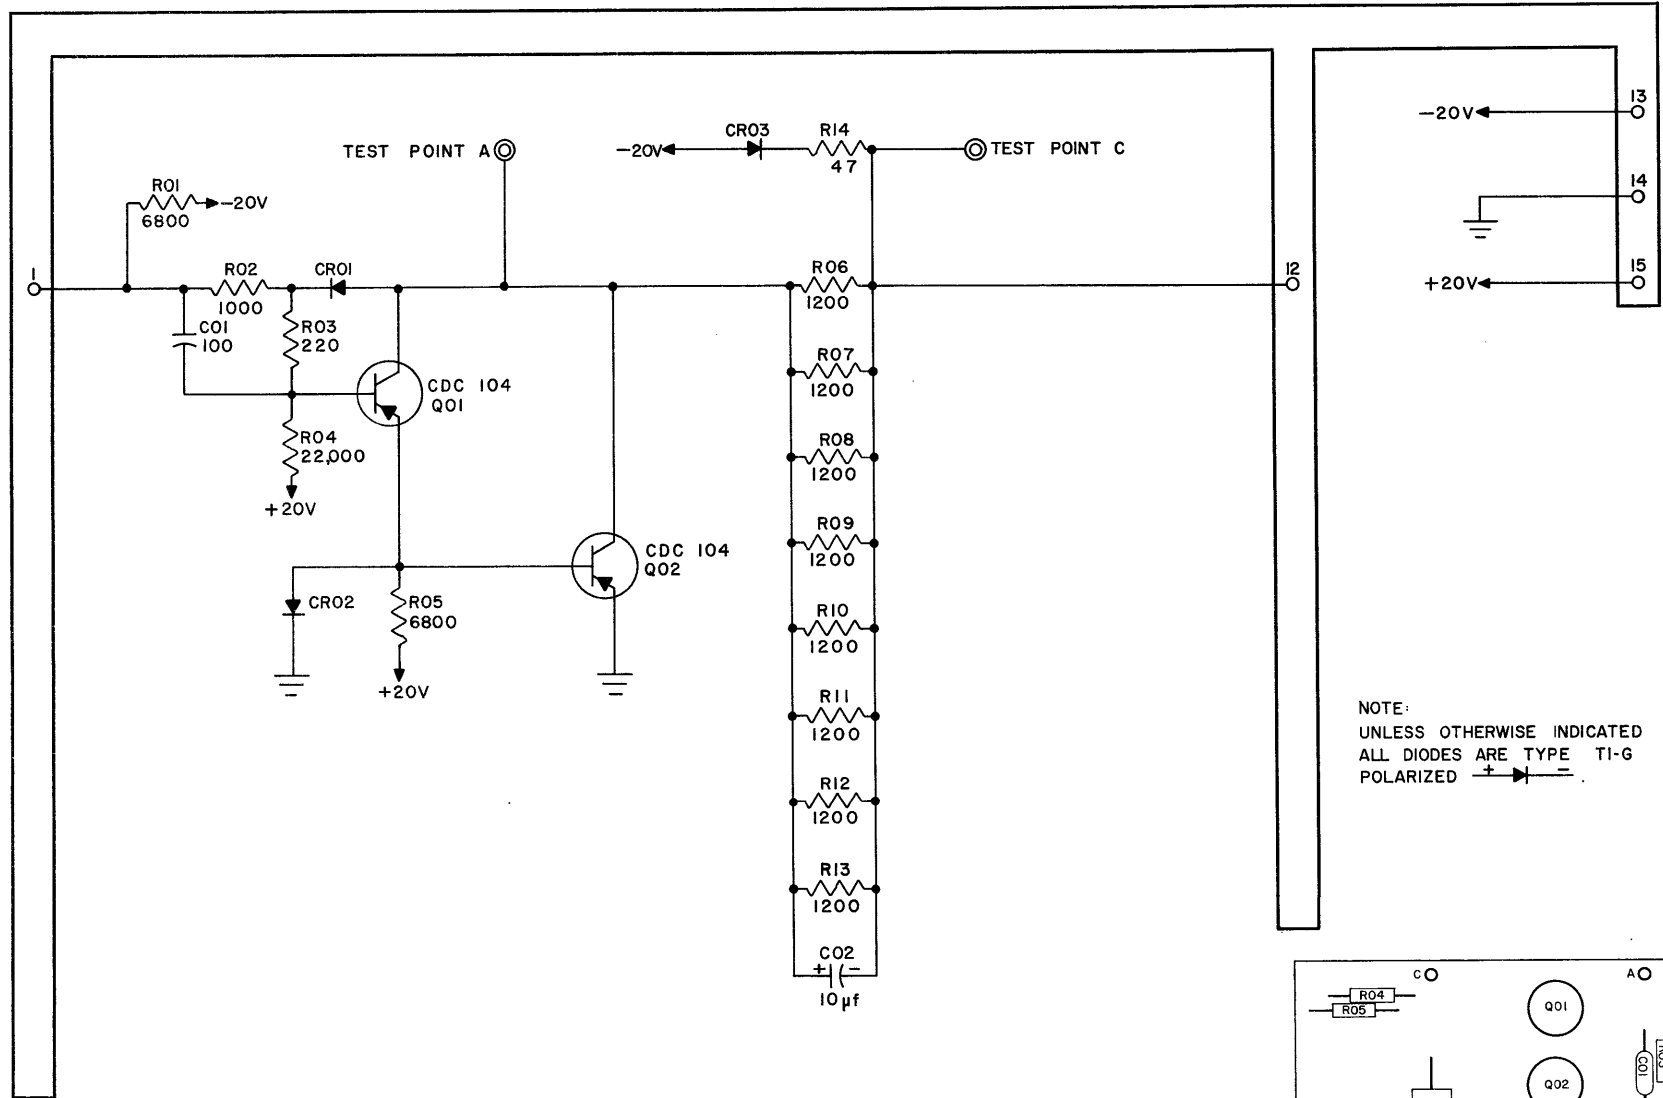 13
-20V
CR03
R14
TEST POINT A
-20V
TEST POINT C
47
R01
-20V
6800
14
1
R02
CR01
R06
12
15
1000
1200
+20V
C01
100
R03
220
R07
1200
CDC 104
Q01
R04
22,000
R08
1200
+20V
R09
1200
CDC 104
Q02
CR02
R05
6800
R10
1200
+20V
R11
1200
NOTE:
UNLESS OTHERWISE INDICATED
ALL DIODES ARE TYPE TI-G
POLARIZED + -
R12
1200
R13
1200
C02
+ -
10 µf
C
A
R04
R05
Q01
C01
Q02